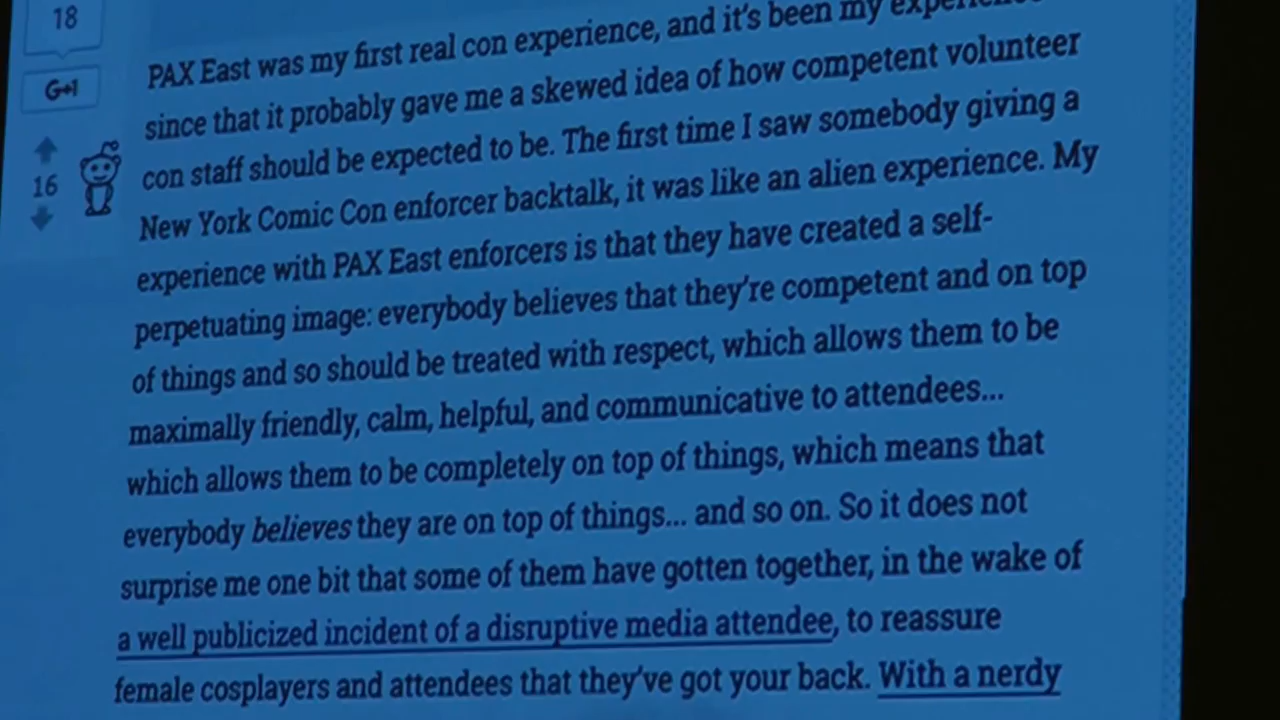 18
G+1
16
PAX East was my first real con experience, and it's been my
since that it probably gave me a skewed idea of how competent volunteer
con staff should be expected to be. The first time I saw somebody giving a
New York Comic Con enforcer backtalk, it was like an alien experience. My
experience with PAX East enforcers is that they have created a self-
perpetuating image: everybody believes that they're competent and on top
of things and so should be treated with respect, which allows them to be
maximally friendly, calm, helpful, and communicative to attendees...
which allows them to be completely on top of things, which means that
everybody believes they are on top of things... and so on. So it does not
surprise me one bit that some of them have gotten together, in the wake of
a well publicized incident of a disruptive media attendee, to reassure
female cosplayers and attendees that they've got your back. With a nerdy